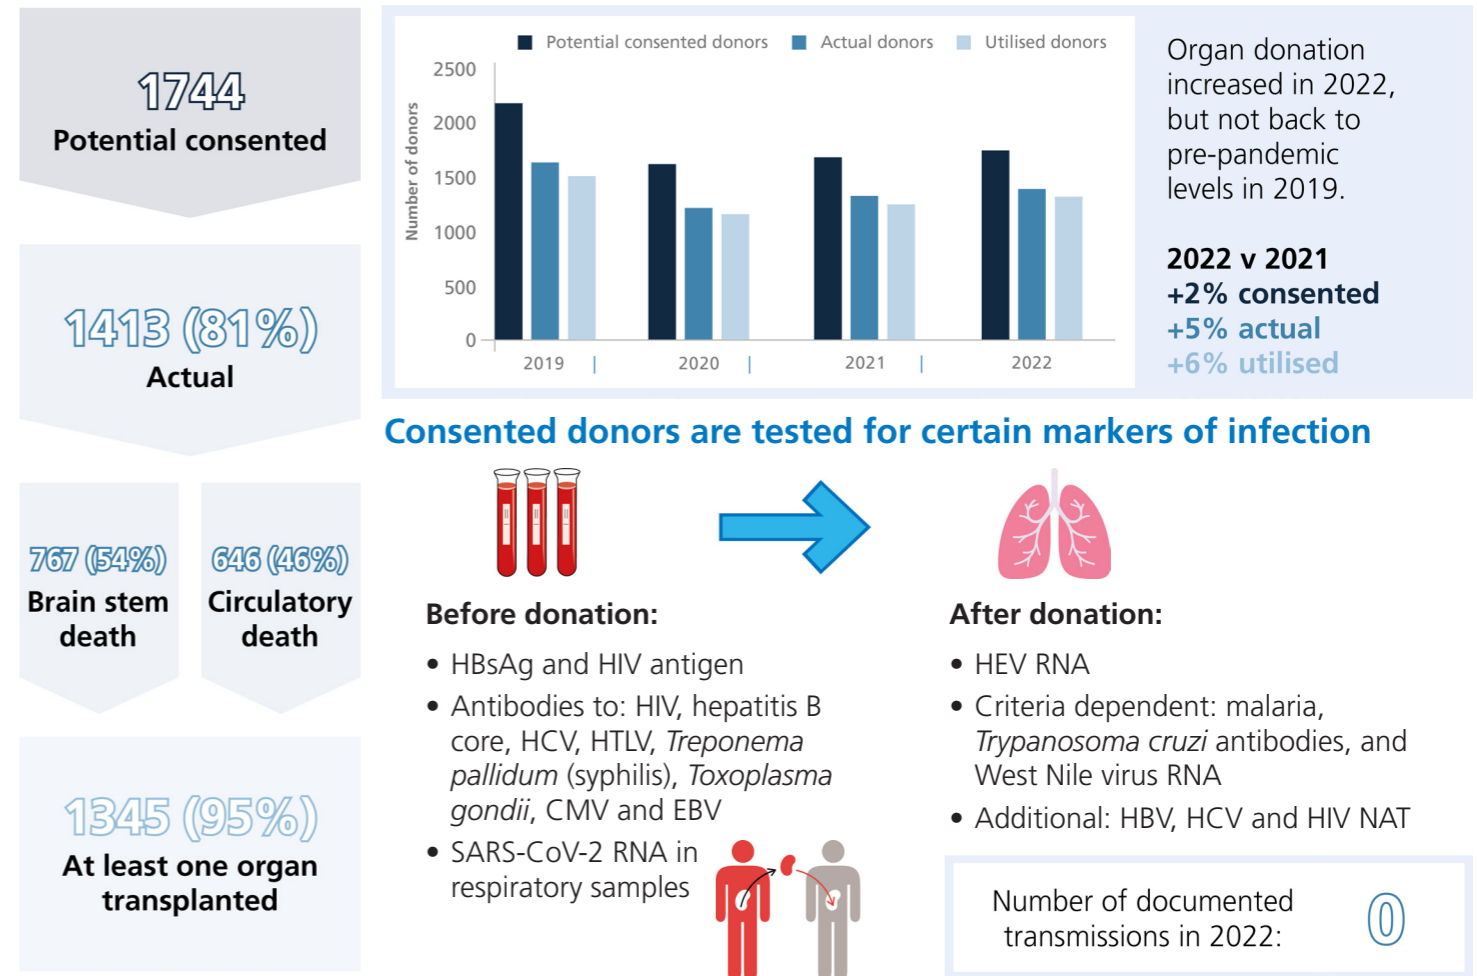 1744
Potential consented
1413 (81%)
Actual
767 (54%)
Brain stem
death
646 (46%)
Circulatory
death
1345 (95%)
At least one organ
transplanted
Potential consented donors
Actual donors
Utilised donors
Number of donors
2500
2000
1500
1000
500
0
2019
2020
2021
2022
Organ donation
increased in 2022,
but not back to
pre-pandemic
levels in 2019.
2022 v 2021
+2% consented
+5% actual
+6% utilised
Consented donors are tested for certain markers of infection
Before donation:
• HBsAg and HIV antigen
• Antibodies to: HIV, hepatitis B
core, HCV, HTLV, Treponema
pallidum (syphilis), Toxoplasma
gondii, CMV and EBV
• SARS-CoV-2 RNA in
respiratory samples
After donation:
• HEV RNA
• Criteria dependent: malaria,
Trypanosoma cruzi antibodies, and
West Nile virus RNA
• Additional: HBV, HCV and HIV NAT
Number of documented
transmissions in 2022:
0